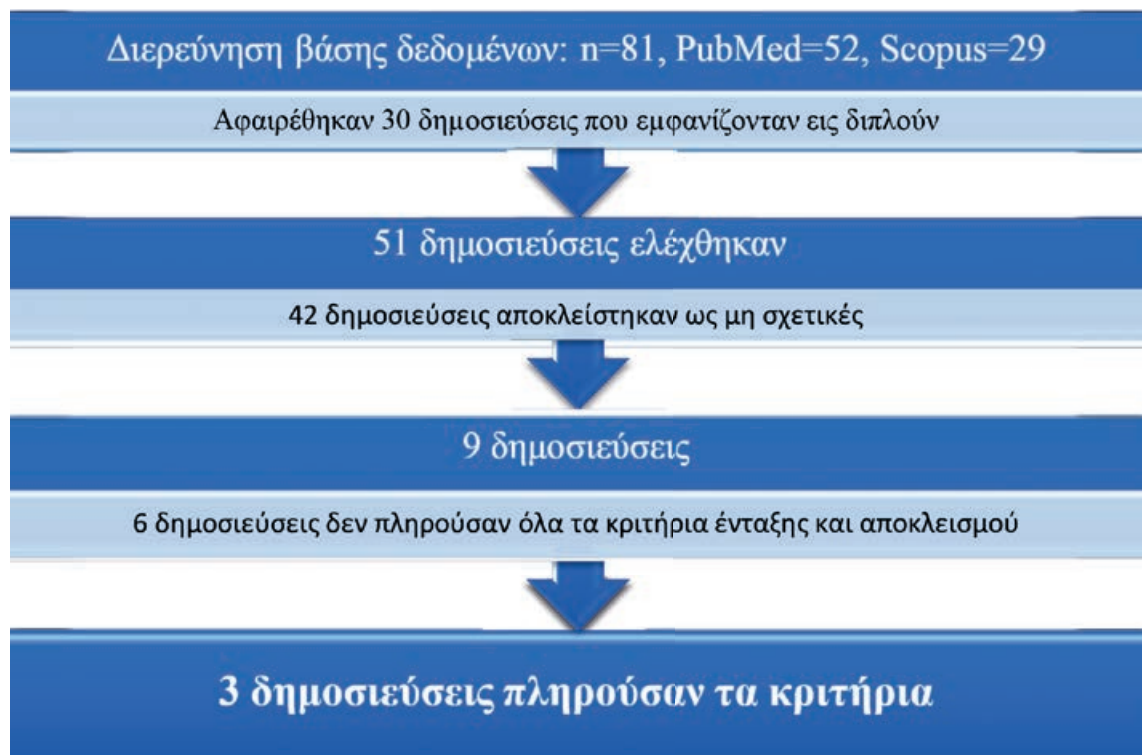 Διερεύνηση βάσης δεδομένων: n=81, PubMed=52, Scopus=29
Αφαιρέθηκαν 30 δημοσιεύσεις που εμφανίζονταν εις διπλούν
51 δημοσιεύσεις ελέχθηκαν
42 δημοσιεύσεις αποκλείστηκαν ως μη σχετικές
9 δημοσιεύσεις
6 δημοσιεύσεις δεν πληρούσαν όλα τα κριτήρια ένταξης και αποκλεισμού
3 δημοσιεύσεις πληρούσαν τα κριτήρια